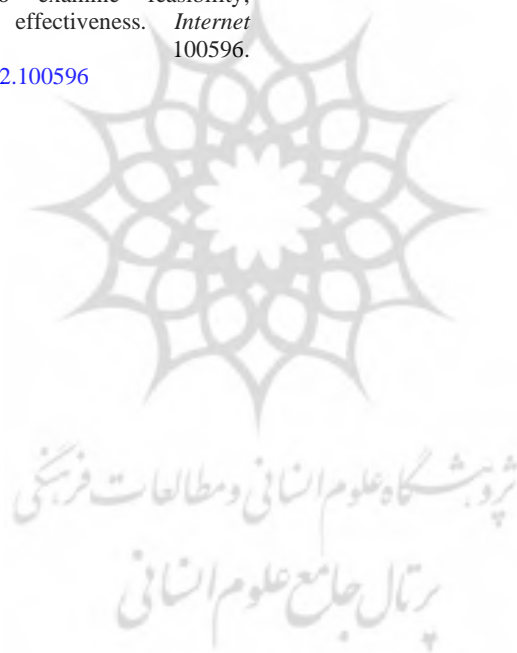 examine feasibility,
effectiveness. Internet
100596.
2.100596
پژوهشگاه علوم انسانی و مطالعات فرهنگی
پرتال جامع علوم انسانی